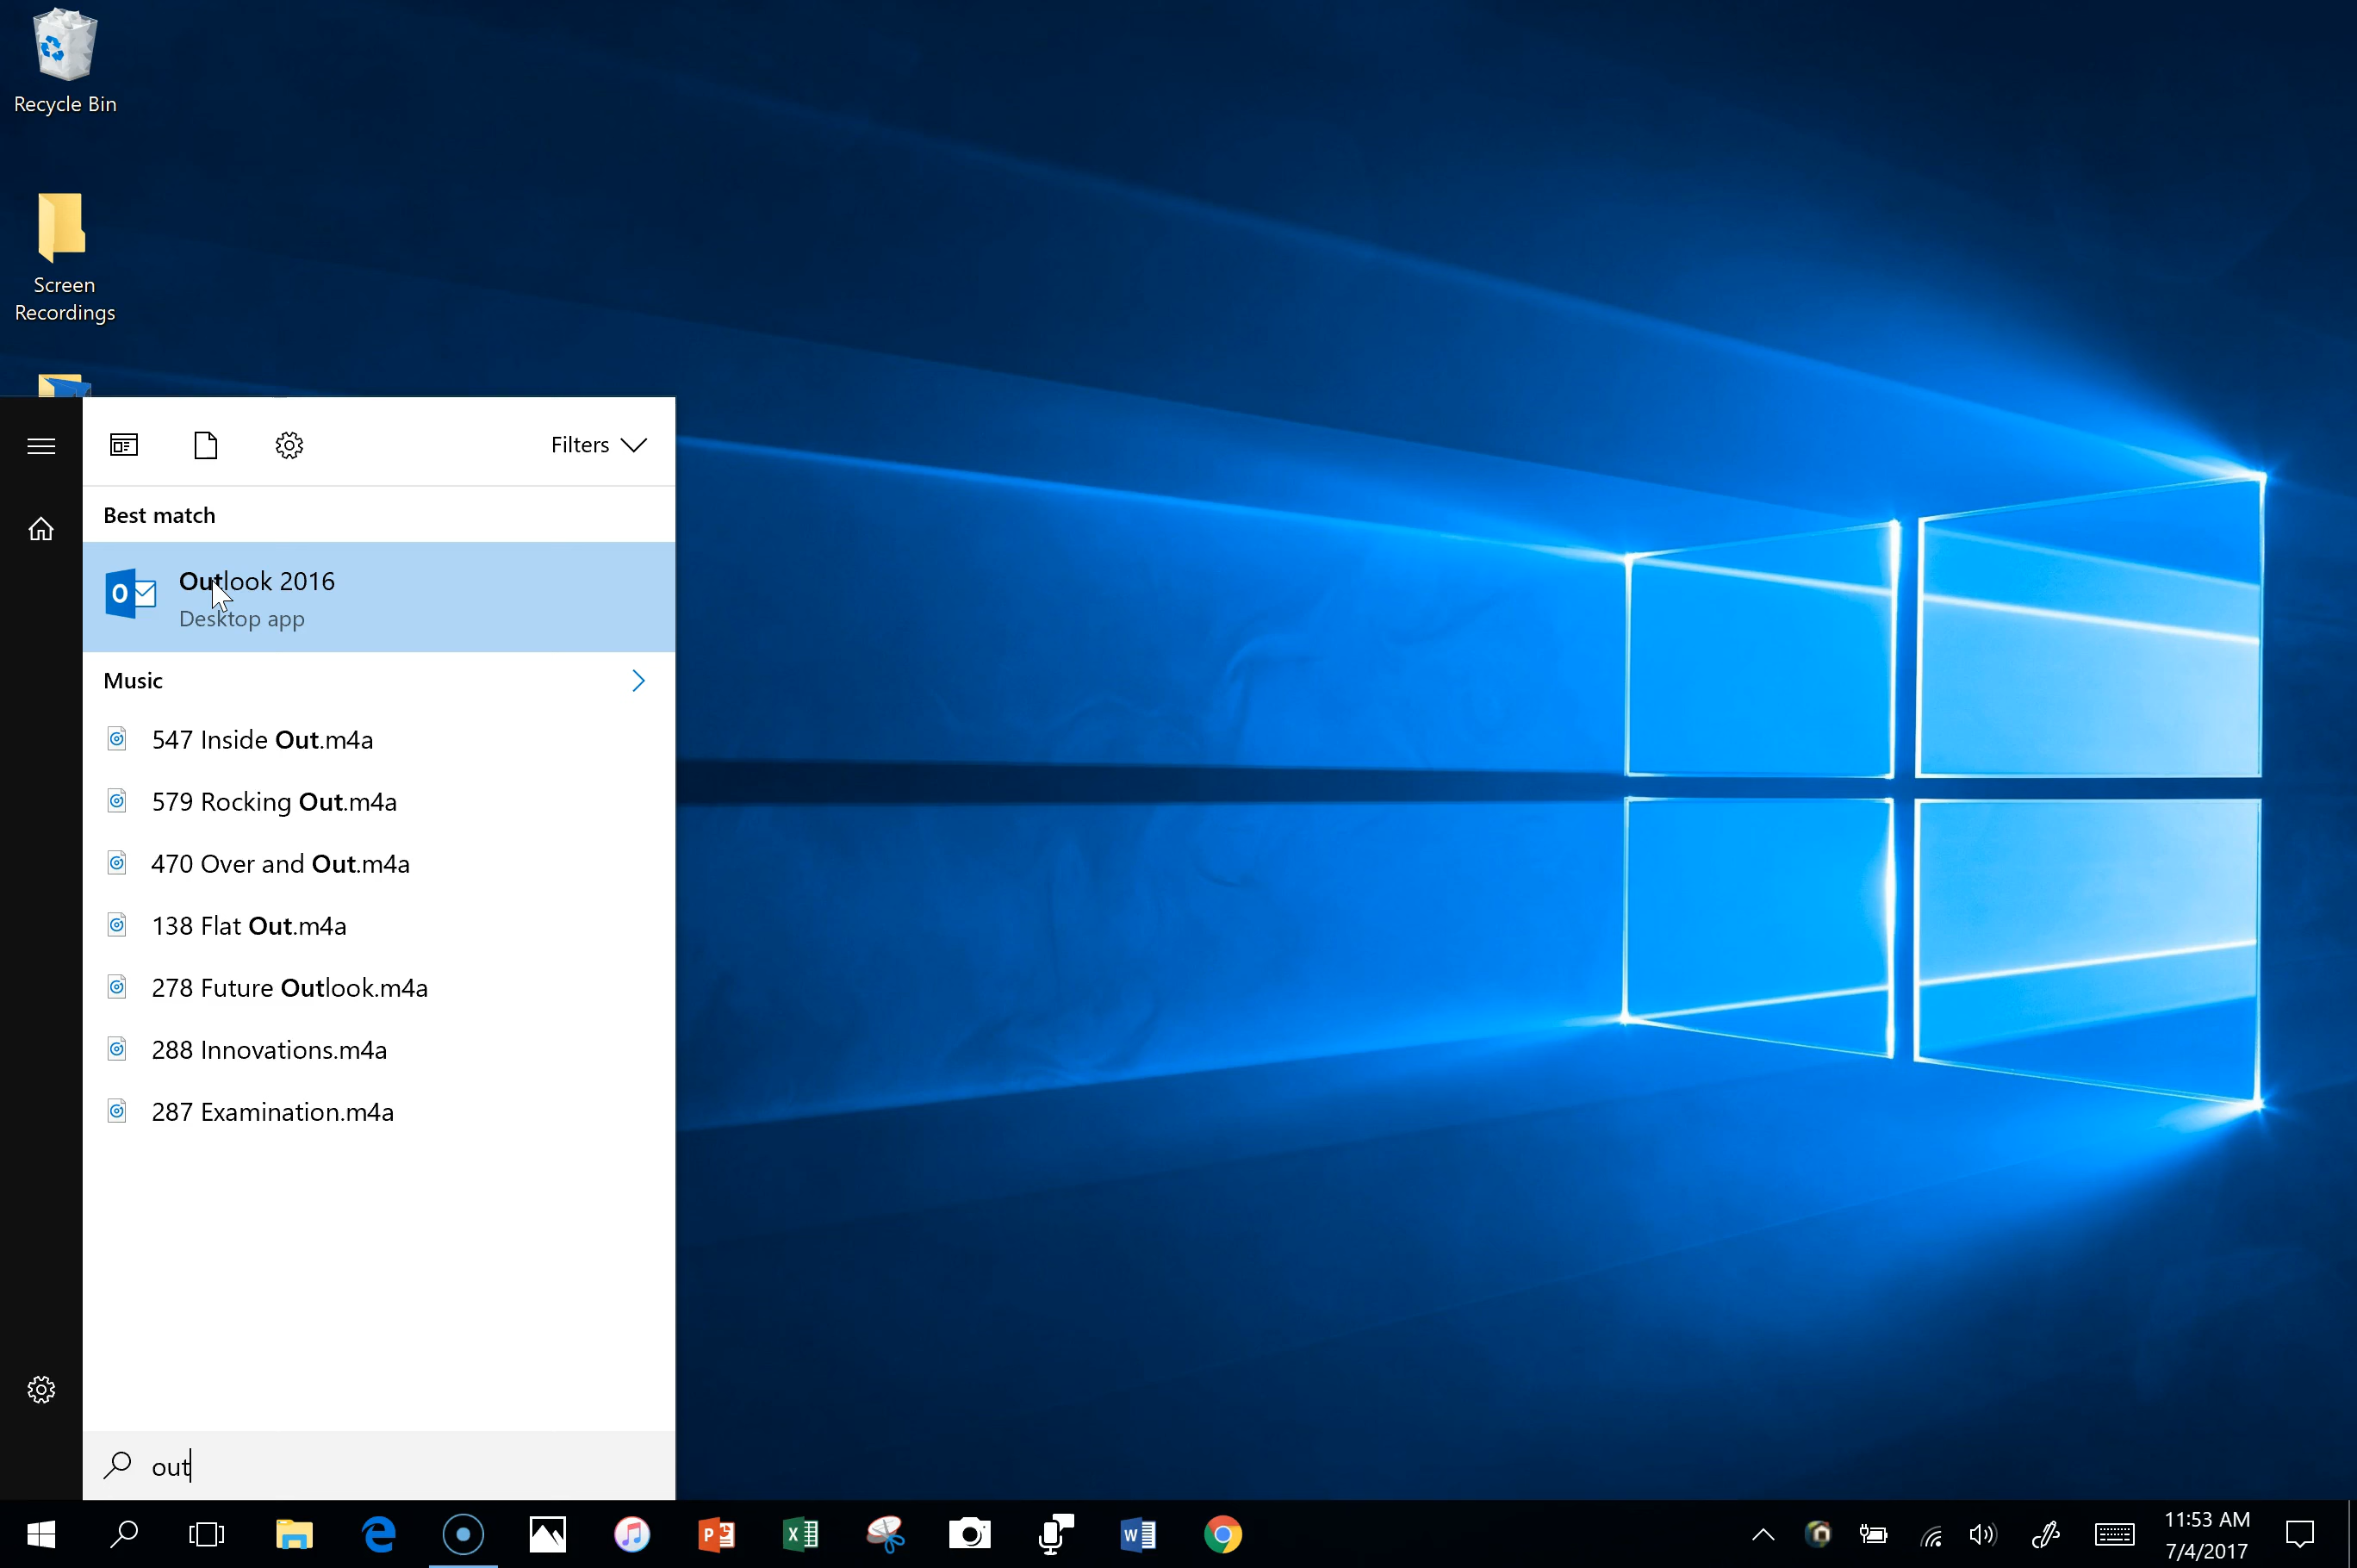 Recycle Bin
Screen
Recordings
Filters
Best match
Outlook 2016
Desktop app
Music
547 Inside Out.m4a
579 Rocking Out.m4a
470 Over and Out.m4a
138 Flat Out.m4a
278 Future Outlook.m4a
288 Innovations.m4a
287 Examination.m4a
out
11:53 AM
7/4/2017